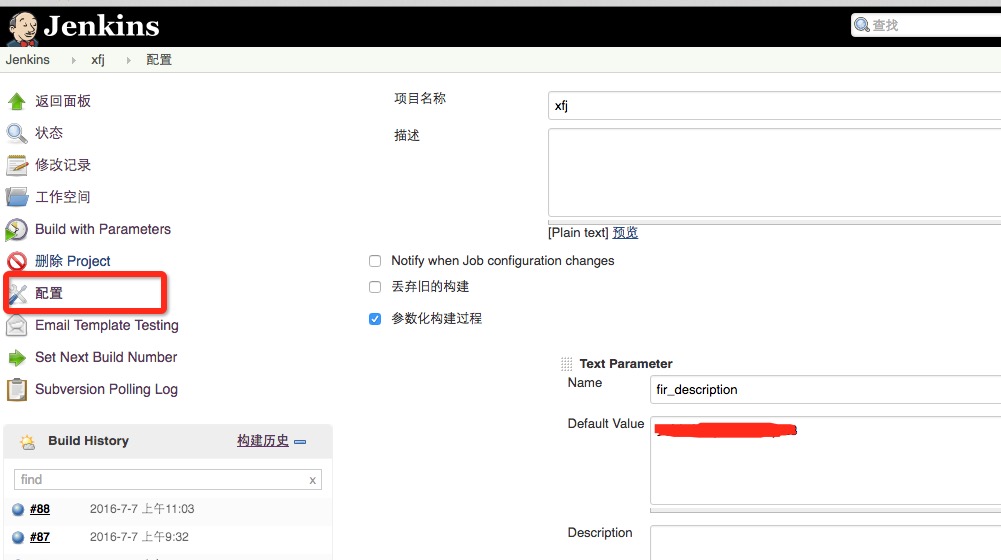 Jenkins
查找
Jenkins xfj 配置
返回面板
状态
修改记录
工作空间
Build with Parameters
删除 Project
配置
Email Template Testing
Set Next Build Number
Subversion Polling Log
Build History 构建历史
find x
#88 2016-7-7 上午11:03
#87 2016-7-7 上午9:32
项目名称 xfj
描述
[Plain text] 预览
Notify when Job configuration changes
丢弃旧的构建
参数化构建过程
Text Parameter
Name fir_description
Default Value
Description